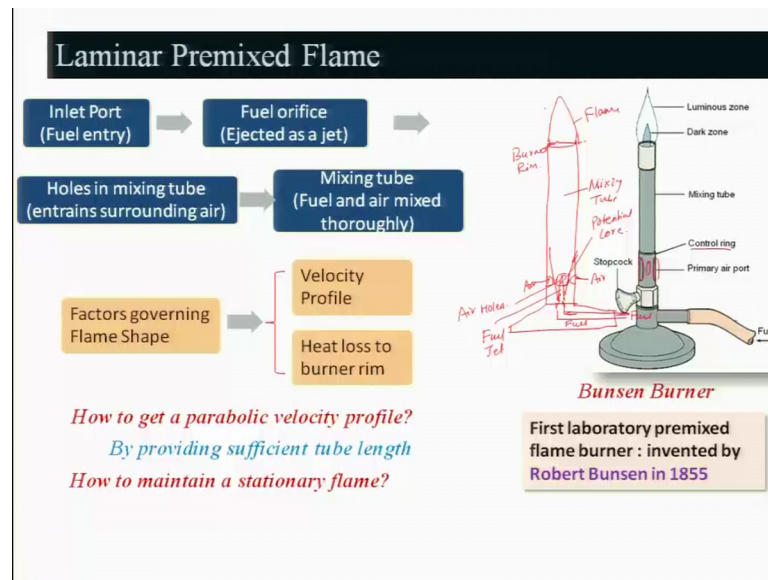 Laminar Premixed Flame
Inlet Port
(Fuel entry)
Fuel orifice
(Ejected as a jet)
Holes in mixing tube
(entrains surrounding air)
Mixing tube
(Fuel and air mixed
thoroughly)
Factors governing
Flame Shape
Velocity
Profile
Heat loss to
burner rim
How to get a parabolic velocity profile?
By providing sufficient tube length
How to maintain a stationary flame?
Flame
Burner
Rim.
Mixing
Tube
Potential
Core.
Air
Air
Air Holes.
Fuel
Jet
Fuel
Fuel
Luminous zone
Dark zone
Mixing tube
Control ring
Stopcock
Primary air port
Fu
Bunsen Burner
First laboratory premixed
flame burner : invented by
Robert Bunsen in 1855